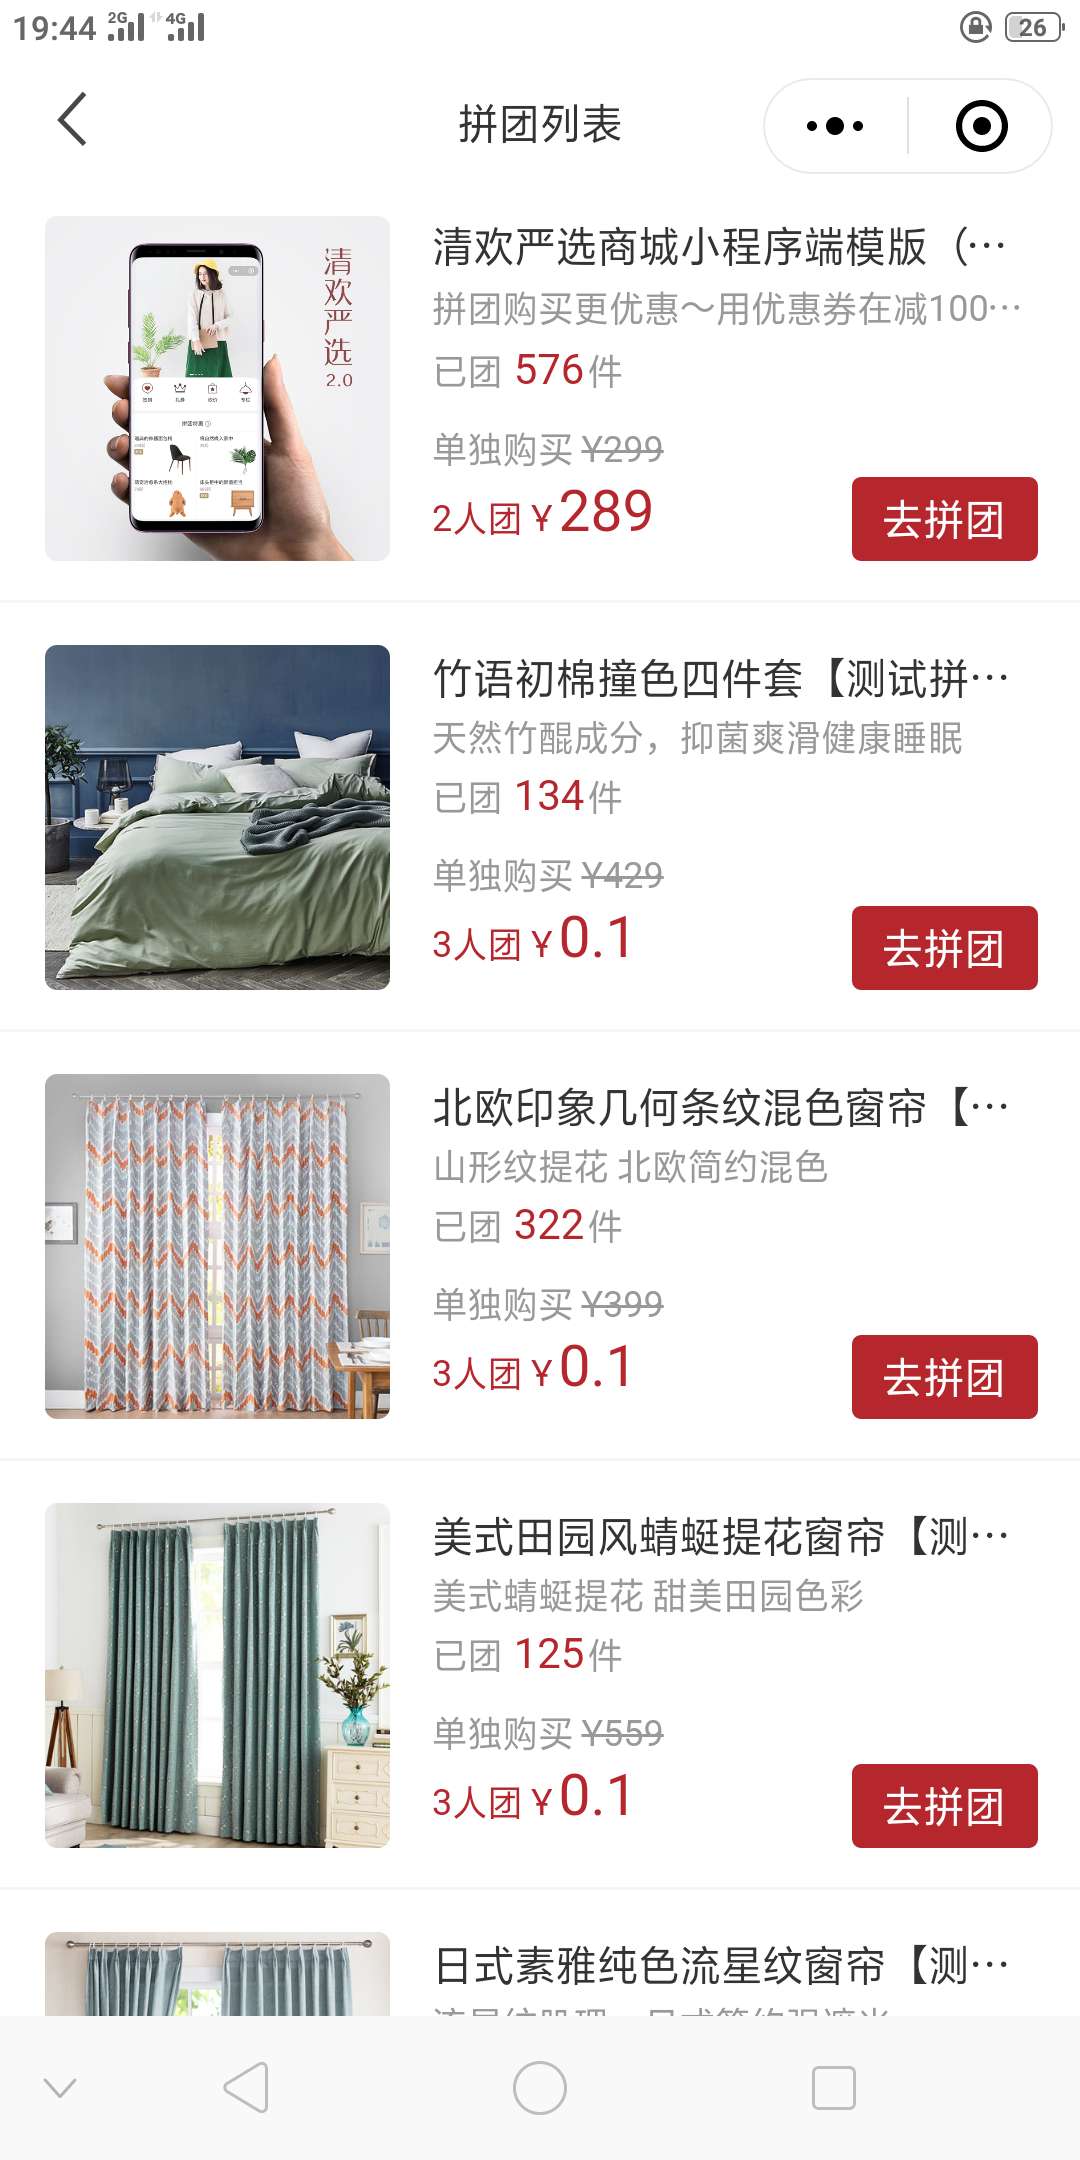 19:44 2G 4G 26
拼团列表
清欢严选 2.0
清欢严选商城小程序端模版（…
拼团购买更优惠～用优惠券在减100…
已团 576件
单独购买 ¥299
2人团 ¥289
去拼团
竹语初棉撞色四件套【测试拼…
天然竹醌成分，抑菌爽滑健康睡眠
已团 134件
单独购买 ¥429
3人团 ¥0.1
去拼团
北欧印象几何条纹混色窗帘【…
山形纹提花 北欧简约混色
已团 322件
单独购买 ¥399
3人团 ¥0.1
去拼团
美式田园风蜻蜓提花窗帘【测…
美式蜻蜓提花 甜美田园色彩
已团 125件
单独购买 ¥559
3人团 ¥0.1
去拼团
日式素雅纯色流星纹窗帘【测…